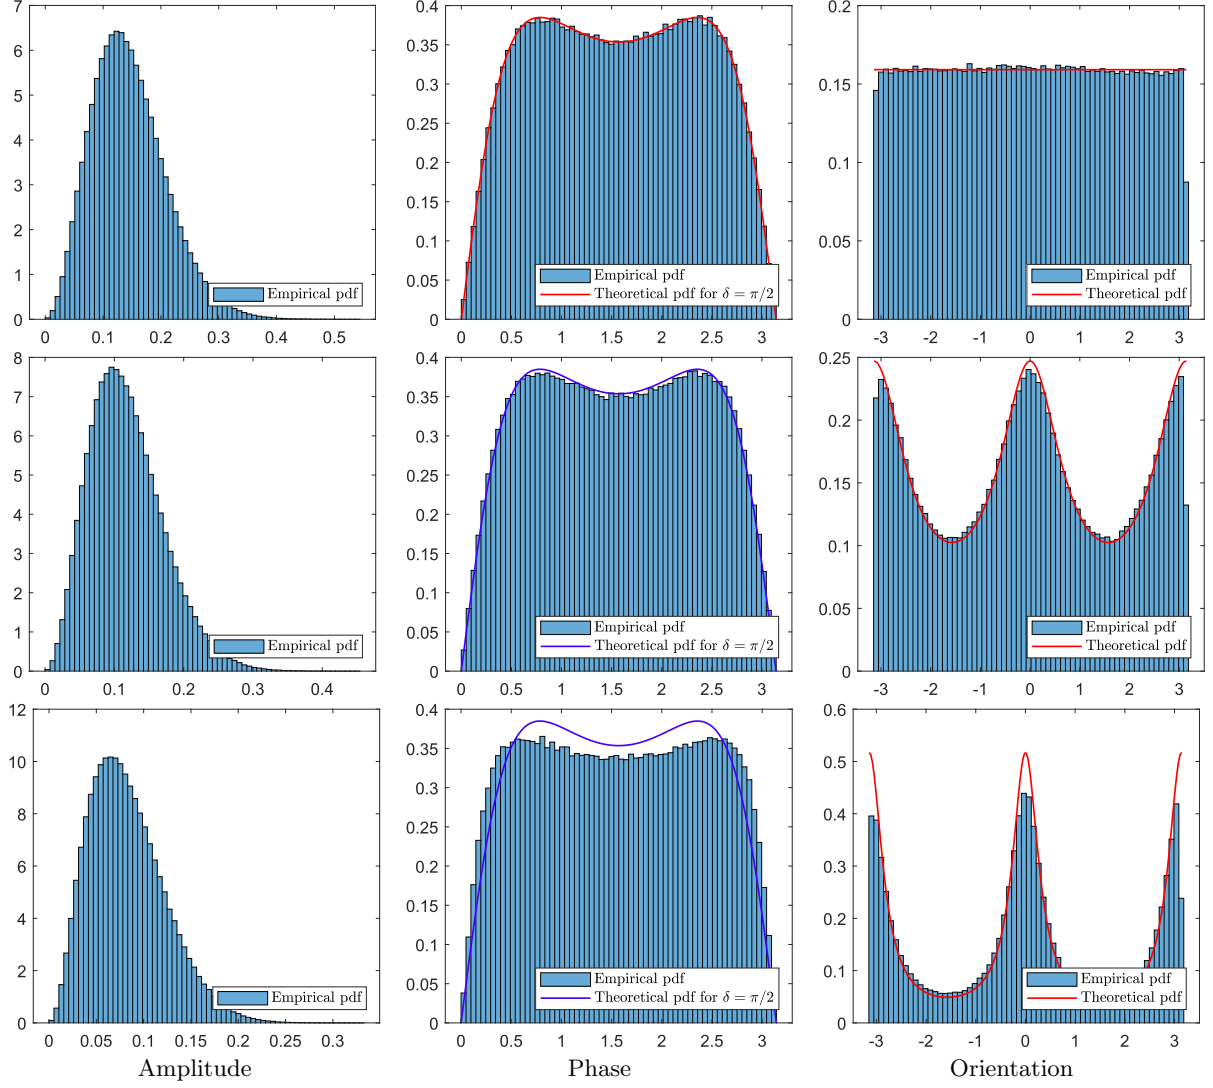 7
6
5
4
3
2
1
0
0 0.1 0.2 0.3 0.4 0.5
Empirical pdf
0.4
0.35
0.3
0.25
0.2
0.15
0.1
0.05
0
0 0.5 1 1.5 2 2.5 3
Empirical pdf
Theoretical pdf for δ = π/2
0.2
0.15
0.1
0.05
0
-3 -2 -1 0 1 2 3
Empirical pdf
Theoretical pdf
8
7
6
5
4
3
2
1
0
0 0.1 0.2 0.3 0.4
Empirical pdf
0.4
0.35
0.3
0.25
0.2
0.15
0.1
0.05
0
0 0.5 1 1.5 2 2.5 3
Empirical pdf
Theoretical pdf for δ = π/2
0.25
0.2
0.15
0.1
0.05
0
-3 -2 -1 0 1 2 3
Empirical pdf
Theoretical pdf
12
10
8
6
4
2
0
0 0.05 0.1 0.15 0.2 0.25 0.3
Empirical pdf
0.4
0.35
0.3
0.25
0.2
0.15
0.1
0.05
0
0 0.5 1 1.5 2 2.5 3
Empirical pdf
Theoretical pdf for δ = π/2
0.6
0.5
0.4
0.3
0.2
0.1
0
-3 -2 -1 0 1 2 3
Empirical pdf
Theoretical pdf
Amplitude
Phase
Orientation